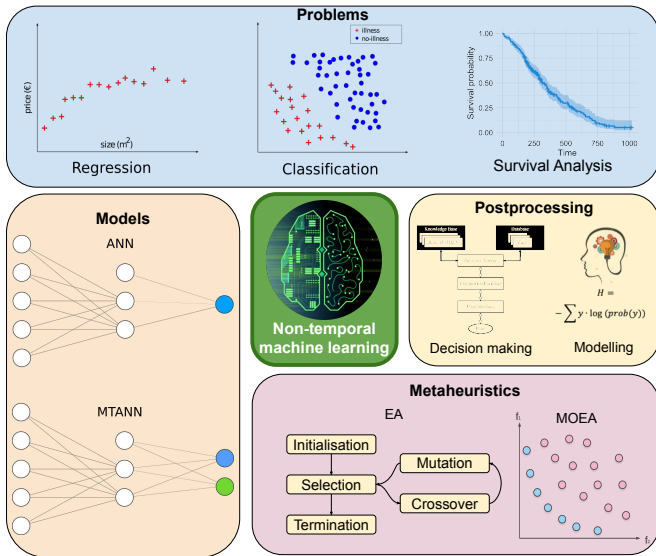 Problems
illness
no-illness
price (€)
size (m²)
Regression
Classification
Survival probability
1.00
0.75
0.50
0.25
0.00
0
250
500
750
1000
Time
Survival Analysis
Models
ANN
MTANN
Non-temporal
machine learning
Postprocessing
Knowledge Base
Database
Decision making
H =
− ∑ y · log (prob(y))
Modelling
Metaheuristics
EA
Initialisation
Selection
Termination
Mutation
Crossover
MOEA
f₁
f₂